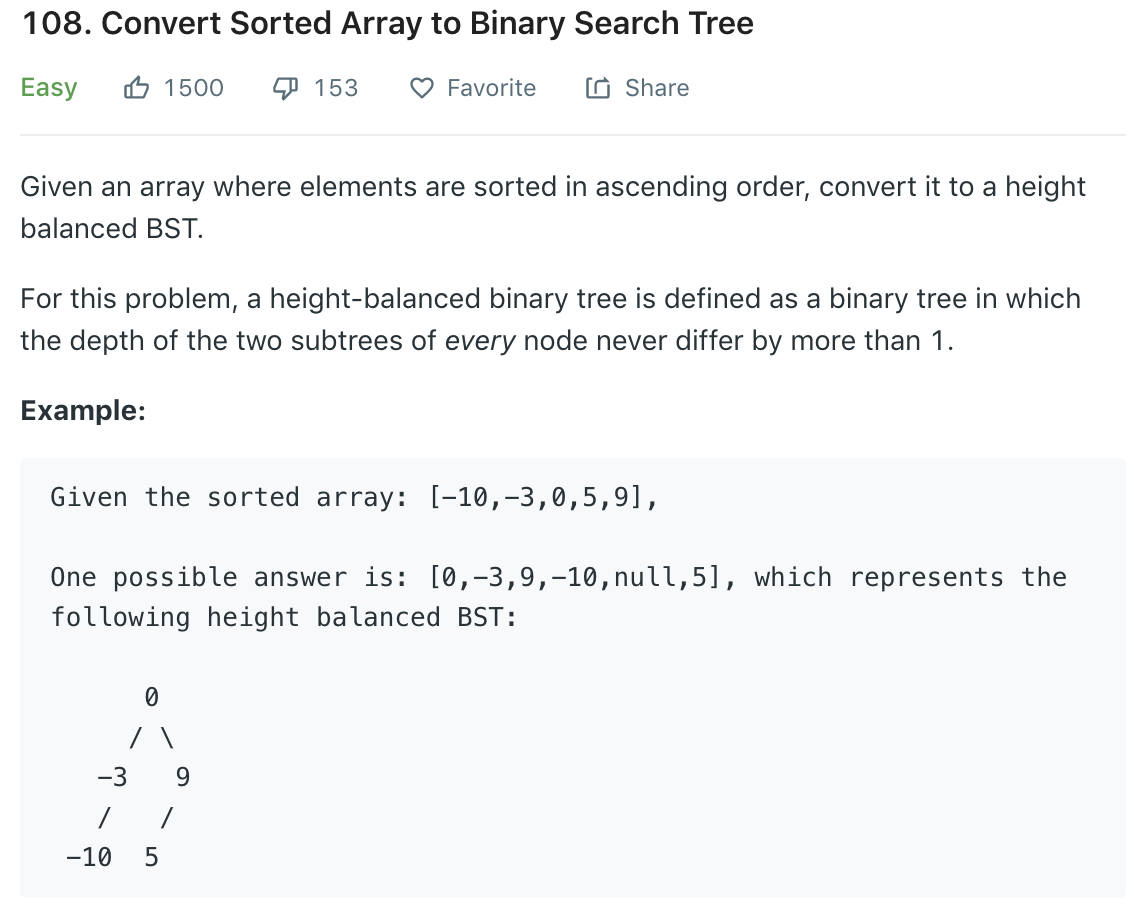 108. Convert Sorted Array to Binary Search Tree
Easy 1500 153 Favorite Share
Given an array where elements are sorted in ascending order, convert it to a height
balanced BST.
For this problem, a height-balanced binary tree is defined as a binary tree in which
the depth of the two subtrees of every node never differ by more than 1.
Example:
Given the sorted array: [-10,-3,0,5,9],
One possible answer is: [0,-3,9,-10,null,5], which represents the
following height balanced BST:
0
/ \
-3 9
/ /
-10 5